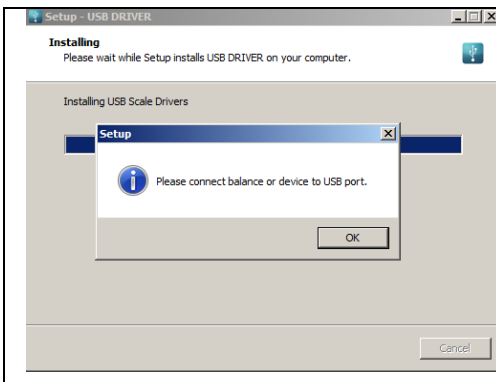 Setup - USB DRIVER
Installing
Please wait while Setup installs USB DRIVER on your computer.
Installing USB Scale Drivers
Setup
Please connect balance or device to USB port.
OK
Cancel